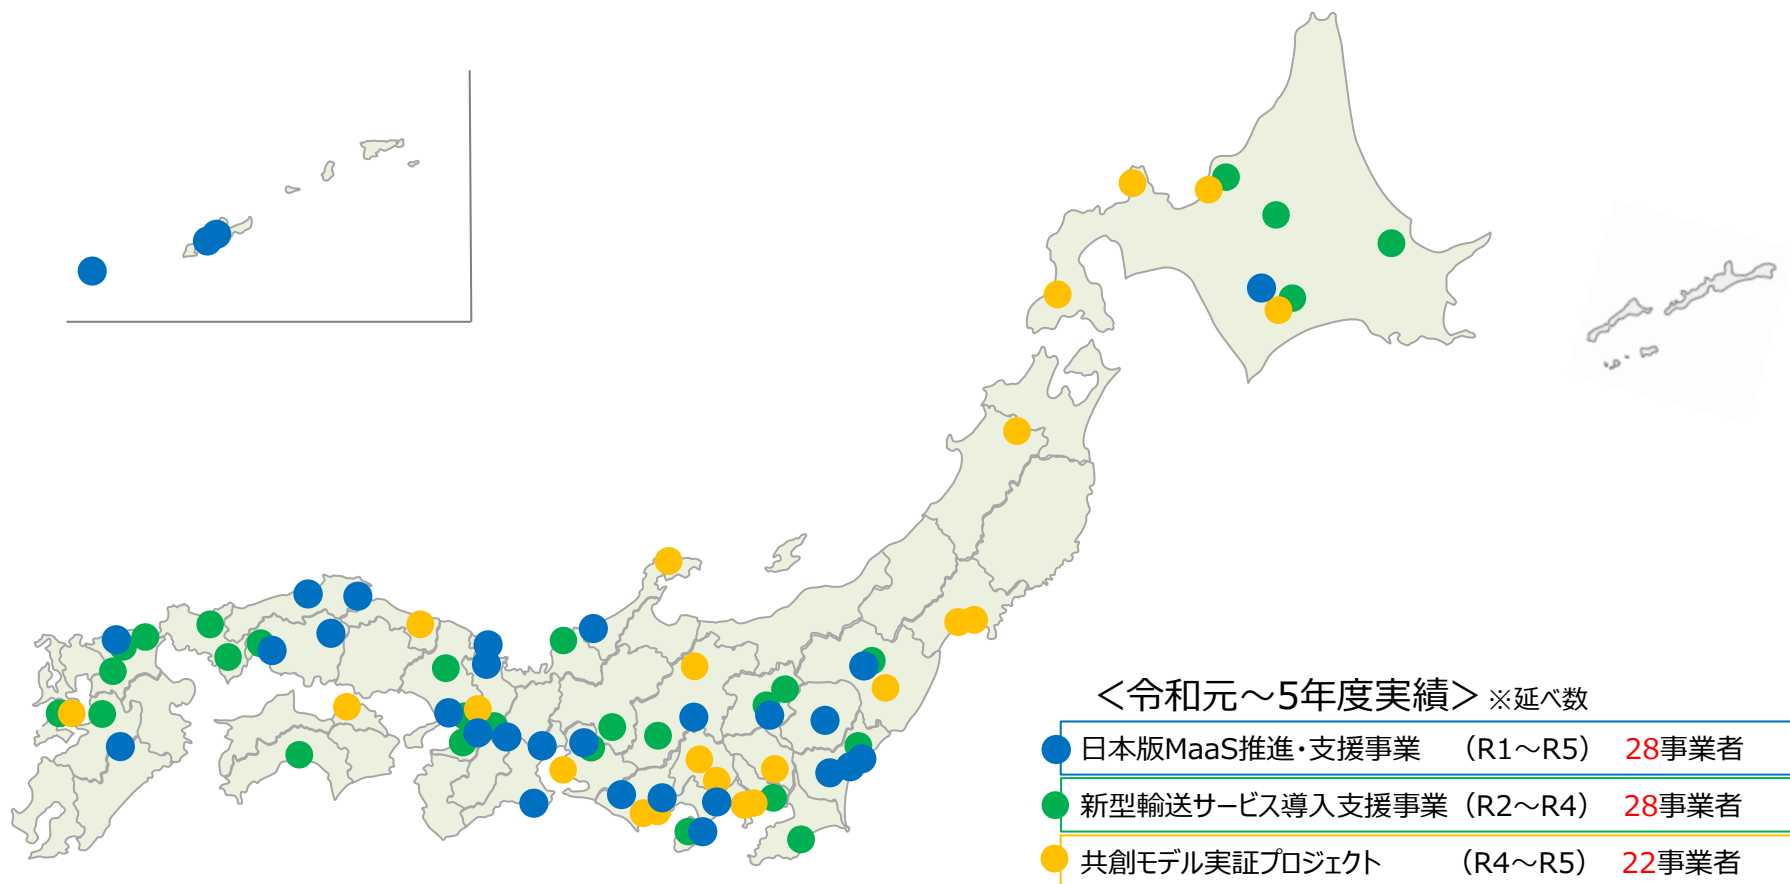 ＜令和元～5年度実績＞ ※延べ数
日本版MaaS推進・支援事業 （R1～R5） 28事業者
新型輸送サービス導入支援事業（R2～R4） 28事業者
共創モデル実証プロジェクト （R4～R5） 22事業者